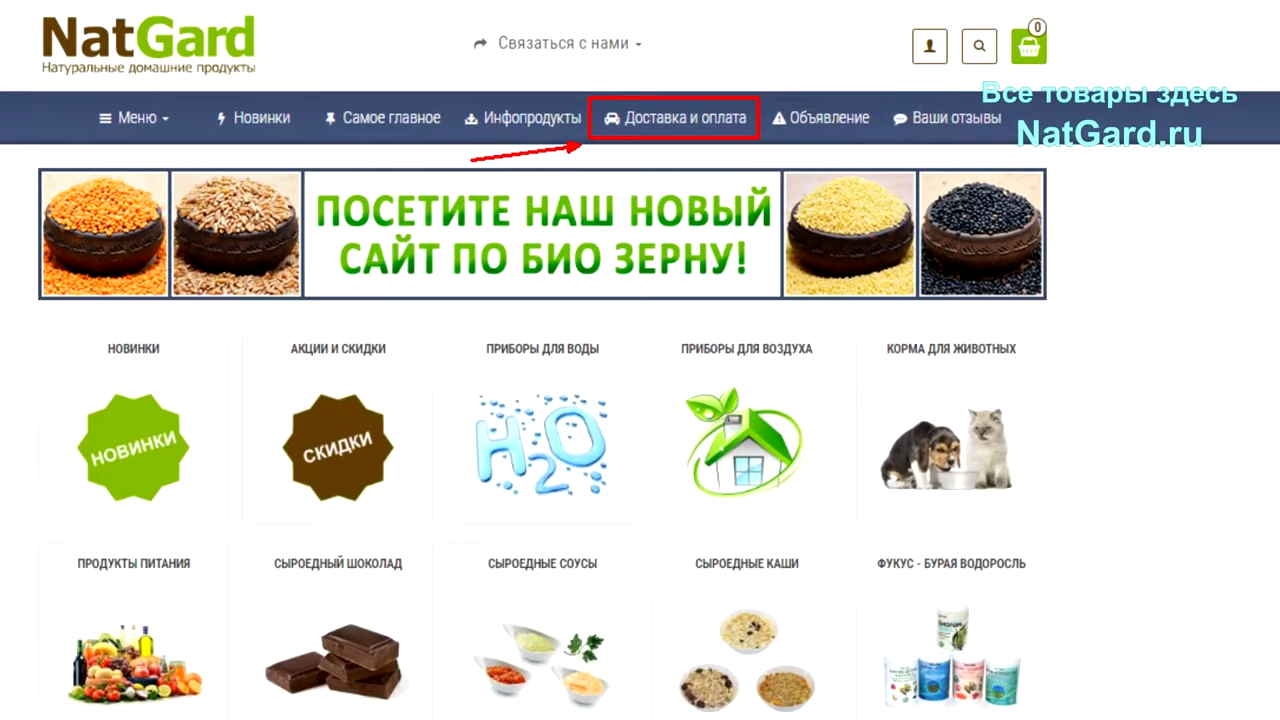 NatGard
Натуральные домашние продукты
Связаться с нами
0
Все товары здесь
NatGard.ru
Меню
Новинки
Самое главное
Инфопродукты
Доставка и оплата
Объявление
Ваши отзывы
ПОСЕТИТЕ НАШ НОВЫЙ
САЙТ ПО БИО ЗЕРНУ!
НОВИНКИ
АКЦИИ И СКИДКИ
ПРИБОРЫ ДЛЯ ВОДЫ
ПРИБОРЫ ДЛЯ ВОЗДУХА
КОРМА ДЛЯ ЖИВОТНЫХ
НОВИНКИ
СКИДКИ
H2O
ПРОДУКТЫ ПИТАНИЯ
СЫРОЕДНЫЙ ШОКОЛАД
СЫРОЕДНЫЕ СОУСЫ
СЫРОЕДНЫЕ КАШИ
ФУКУС - БУРАЯ ВОДОРОСЛЬ